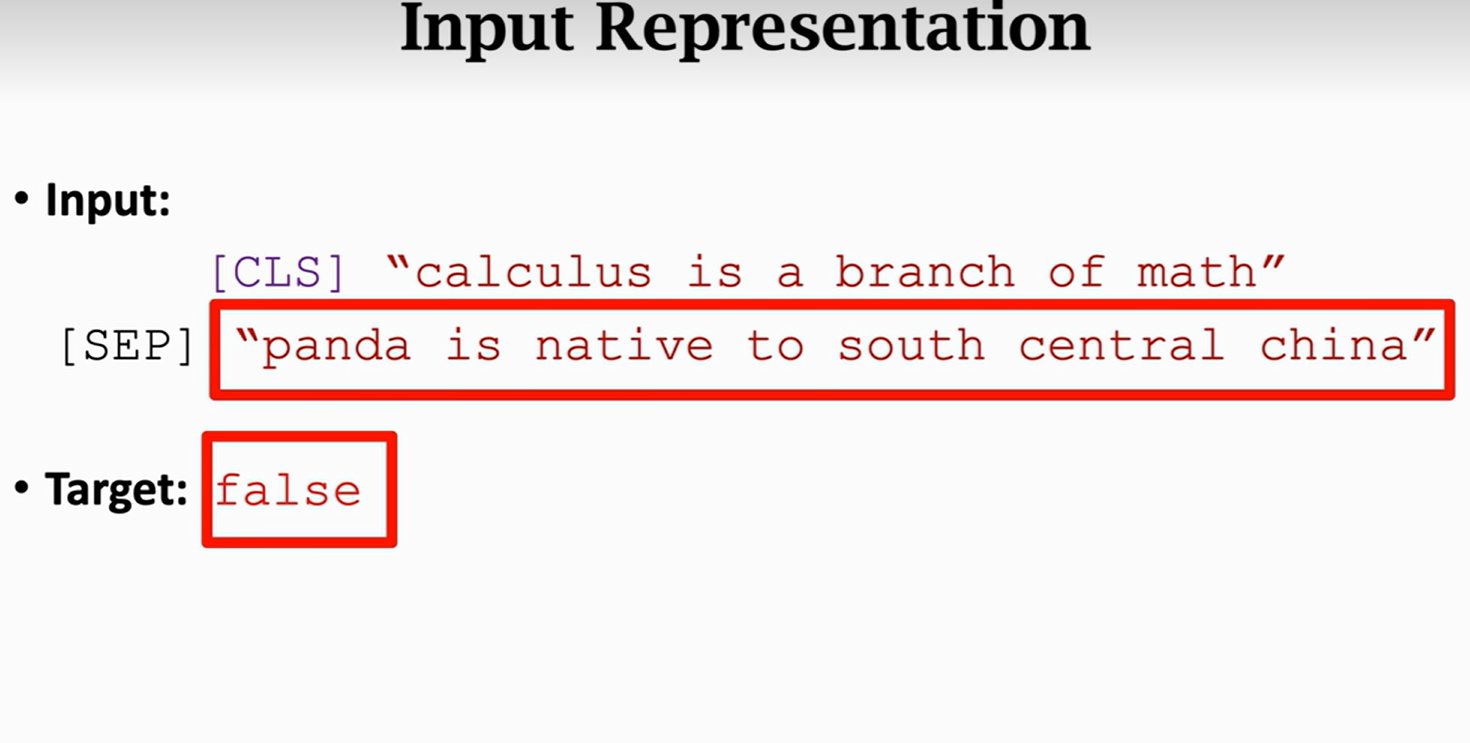 Input Representation
• Input:
[CLS] “calculus is a branch of math”
[SEP] “panda is native to south central china”
• Target: false